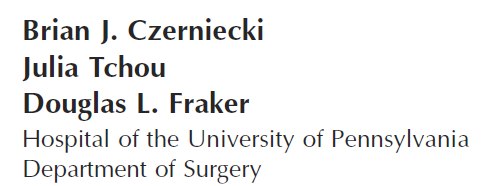 Brian J. Czerniecki
Julia Tchou
Douglas L. Fraker
Hospital of the University of Pennsylvania
Department of Surgery